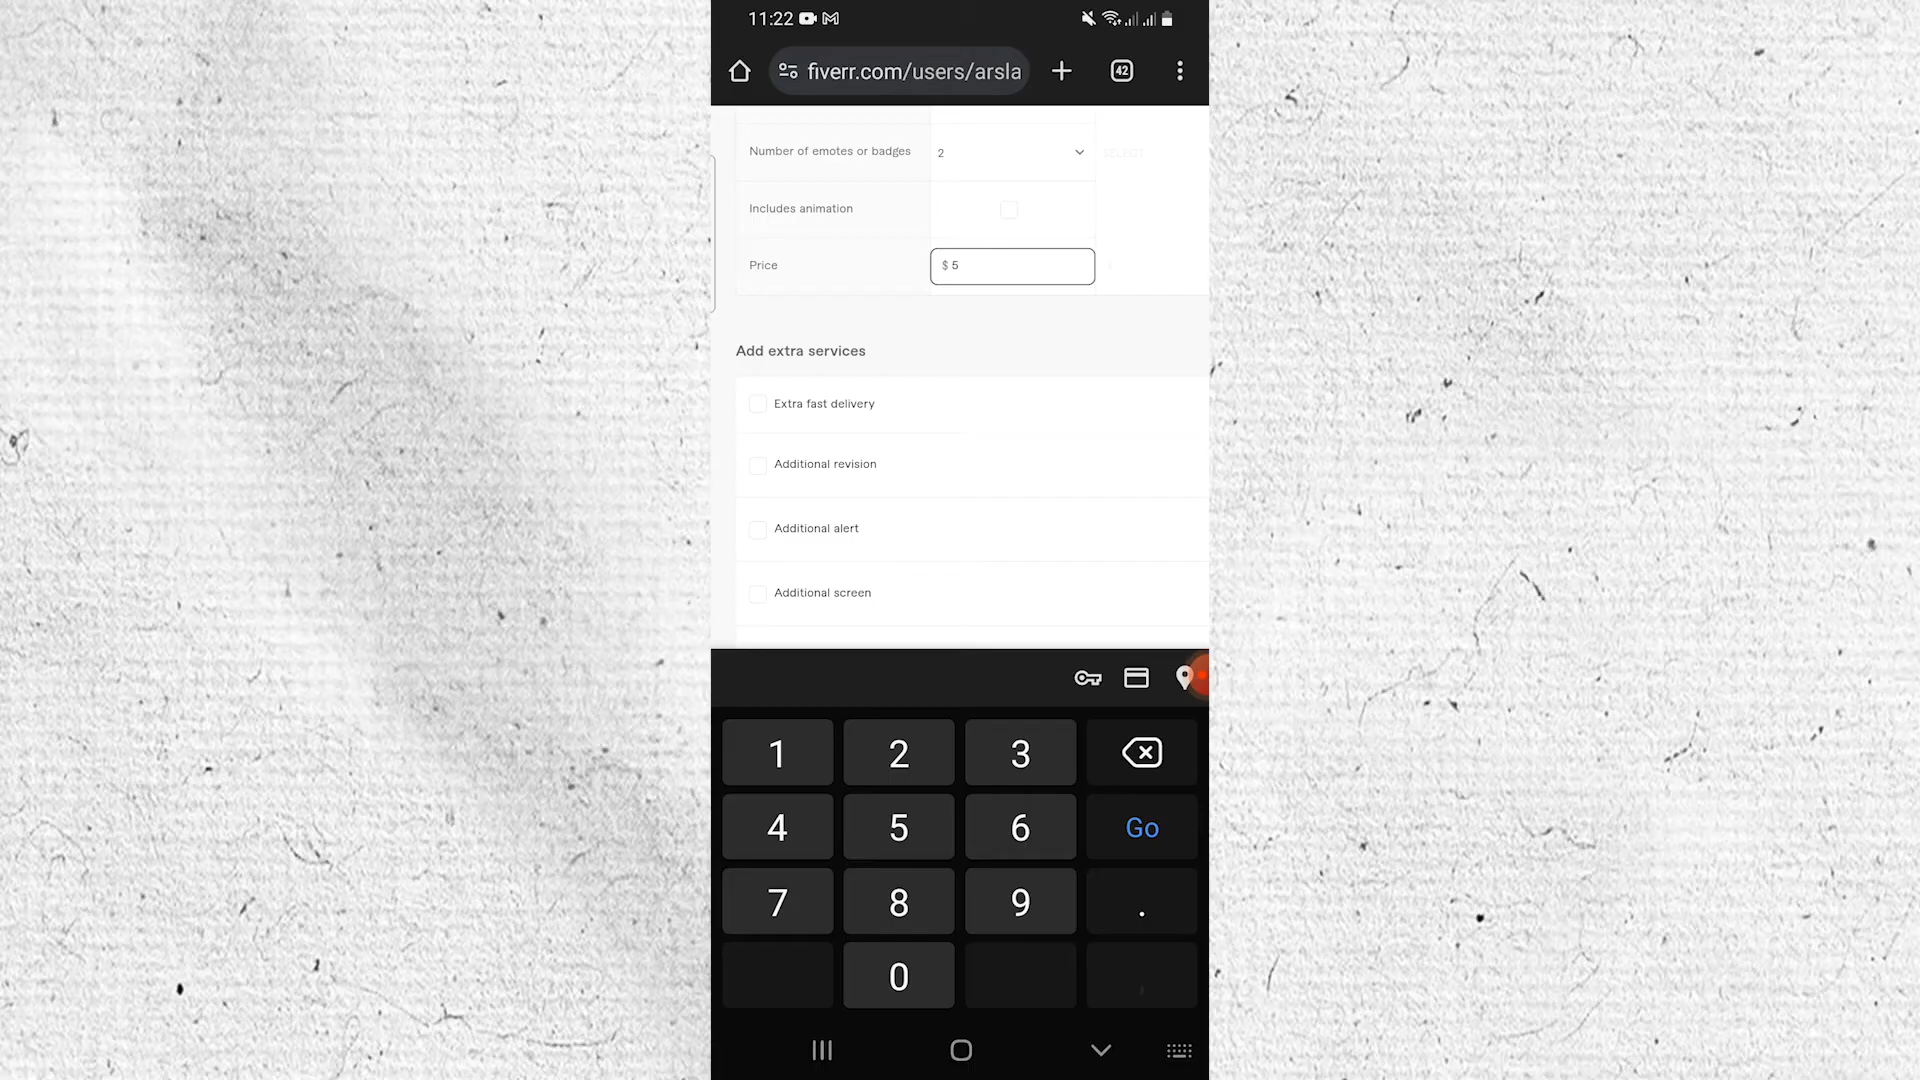 11:22
fiverr.com/users/arsla
42
Number of emotes or badges
2
SELECT
Includes animation
Price
$ 5
Add extra services
Extra fast delivery
Additional revision
Additional alert
Additional screen
1 2 3
4 5 6 Go
7 8 9 .
0 ,